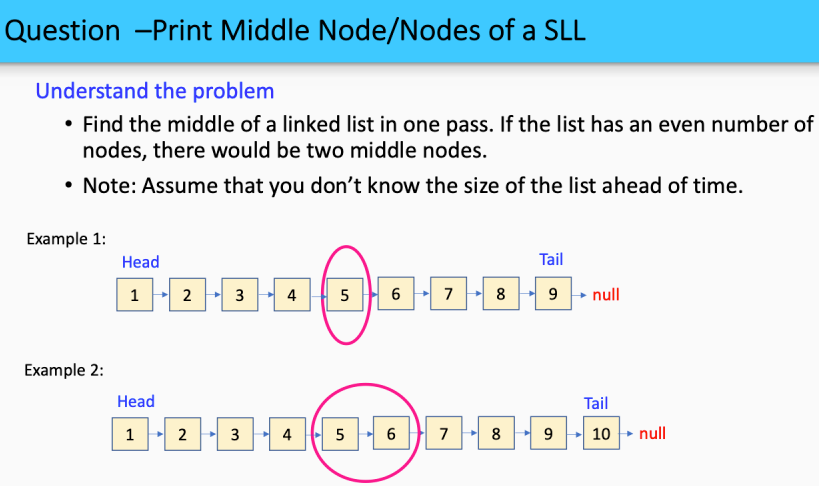 Question –Print Middle Node/Nodes of a SLL
Understand the problem
• Find the middle of a linked list in one pass. If the list has an even number of
nodes, there would be two middle nodes.
• Note: Assume that you don’t know the size of the list ahead of time.
Example 1:
Head Tail
1 2 3 4 5 6 7 8 9 null
Example 2:
Head Tail
1 2 3 4 5 6 7 8 9 10 null